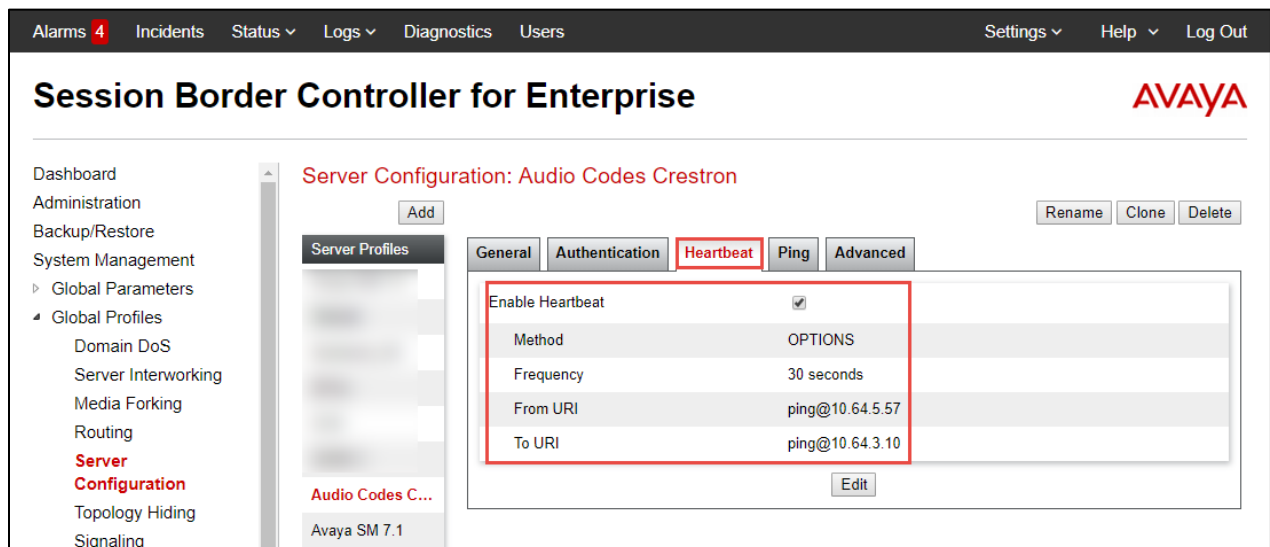 Alarms 4 Incidents Status Logs Diagnostics Users Settings Help Log Out
Session Border Controller for Enterprise
AVAYA
Dashboard
Administration
Backup/Restore
System Management
Global Parameters
Global Profiles
Domain DoS
Server Interworking
Media Forking
Routing
Server
Configuration
Topology Hiding
Signaling
Server Configuration: Audio Codes Crestron
Add
Rename Clone Delete
Server Profiles
Audio Codes C...
Avaya SM 7.1
General Authentication Heartbeat Ping Advanced
Enable Heartbeat
Method OPTIONS
Frequency 30 seconds
From URI ping@10.64.5.57
To URI ping@10.64.3.10
Edit